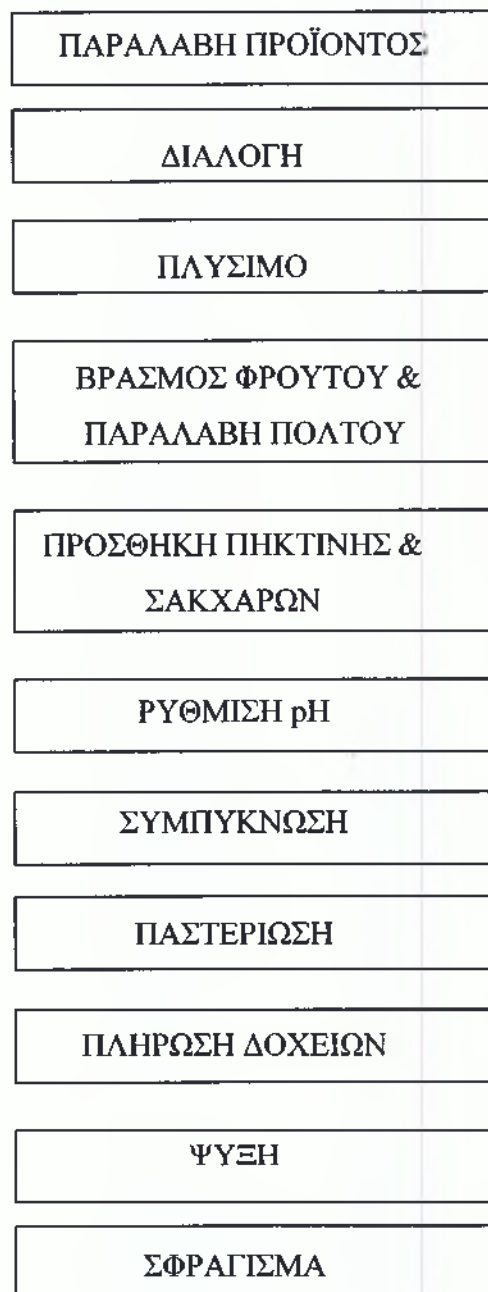 ΠΑΡΑΛΑΒΗ ΠΡΟΪΟΝΤΟΣ
ΔΙΑΛΟΓΗ
ΠΛΥΣΙΜΟ
ΒΡΑΣΜΟΣ ΦΡΟΥΤΟΥ &
ΠΑΡΑΛΑΒΗ ΠΟΛΤΟΥ
ΠΡΟΣΘΗΚΗ ΠΗΚΤΙΝΗΣ &
ΣΑΚΧΑΡΩΝ
ΡΥΘΜΙΣΗ pH
ΣΥΜΠΥΚΝΩΣΗ
ΠΑΣΤΕΡΙΩΣΗ
ΠΛΗΡΩΣΗ ΔΟΧΕΙΩΝ
ΨΥΞΗ
ΣΦΡΑΓΙΣΜΑ